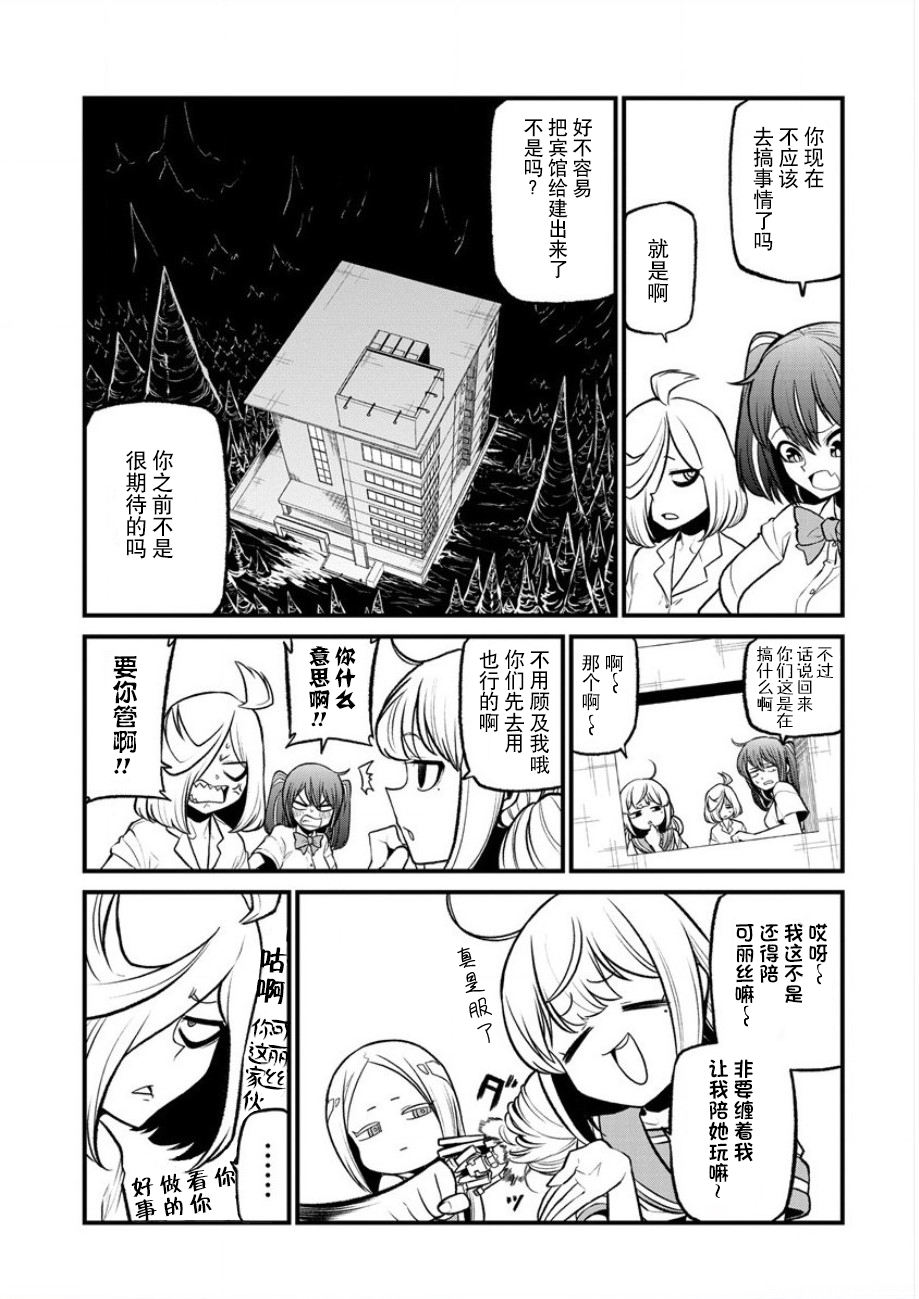 你现在
不应该
去搞事情了吗
就是啊
好不容易
把宾馆给建出来了
不是吗？
你之前不是
很期待的吗
不过
话说回来
你们这是在
搞什么啊
啊～
那个啊～
不用顾及我哦
你们先去用
也行的啊
你什么
意思啊!!
要你管啊!!
哎呀～
我这不是
还得陪
可丽丝嘛～
非要缠着我
让我陪她玩嘛～
真是服了
ダッ
咕啊
可丽丝
你这家伙
……
你看你
做的
好事